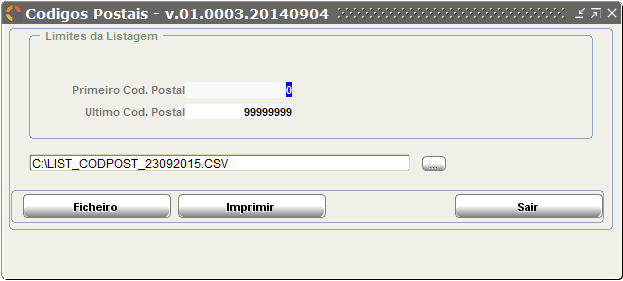 Codigos Postais - v.01.0003.20140904
Limites da Listagem
Primeiro Cod. Postal 0
Ultimo Cod. Postal 99999999
C:\LIST_CODPOST_23092015.CSV ...
Ficheiro Imprimir Sair